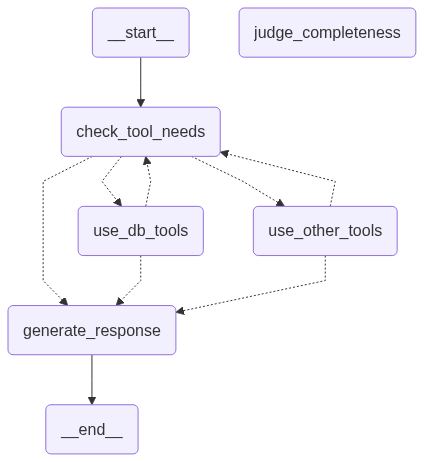 __start__
judge_completeness
check_tool_needs
use_db_tools
use_other_tools
generate_response
__end__